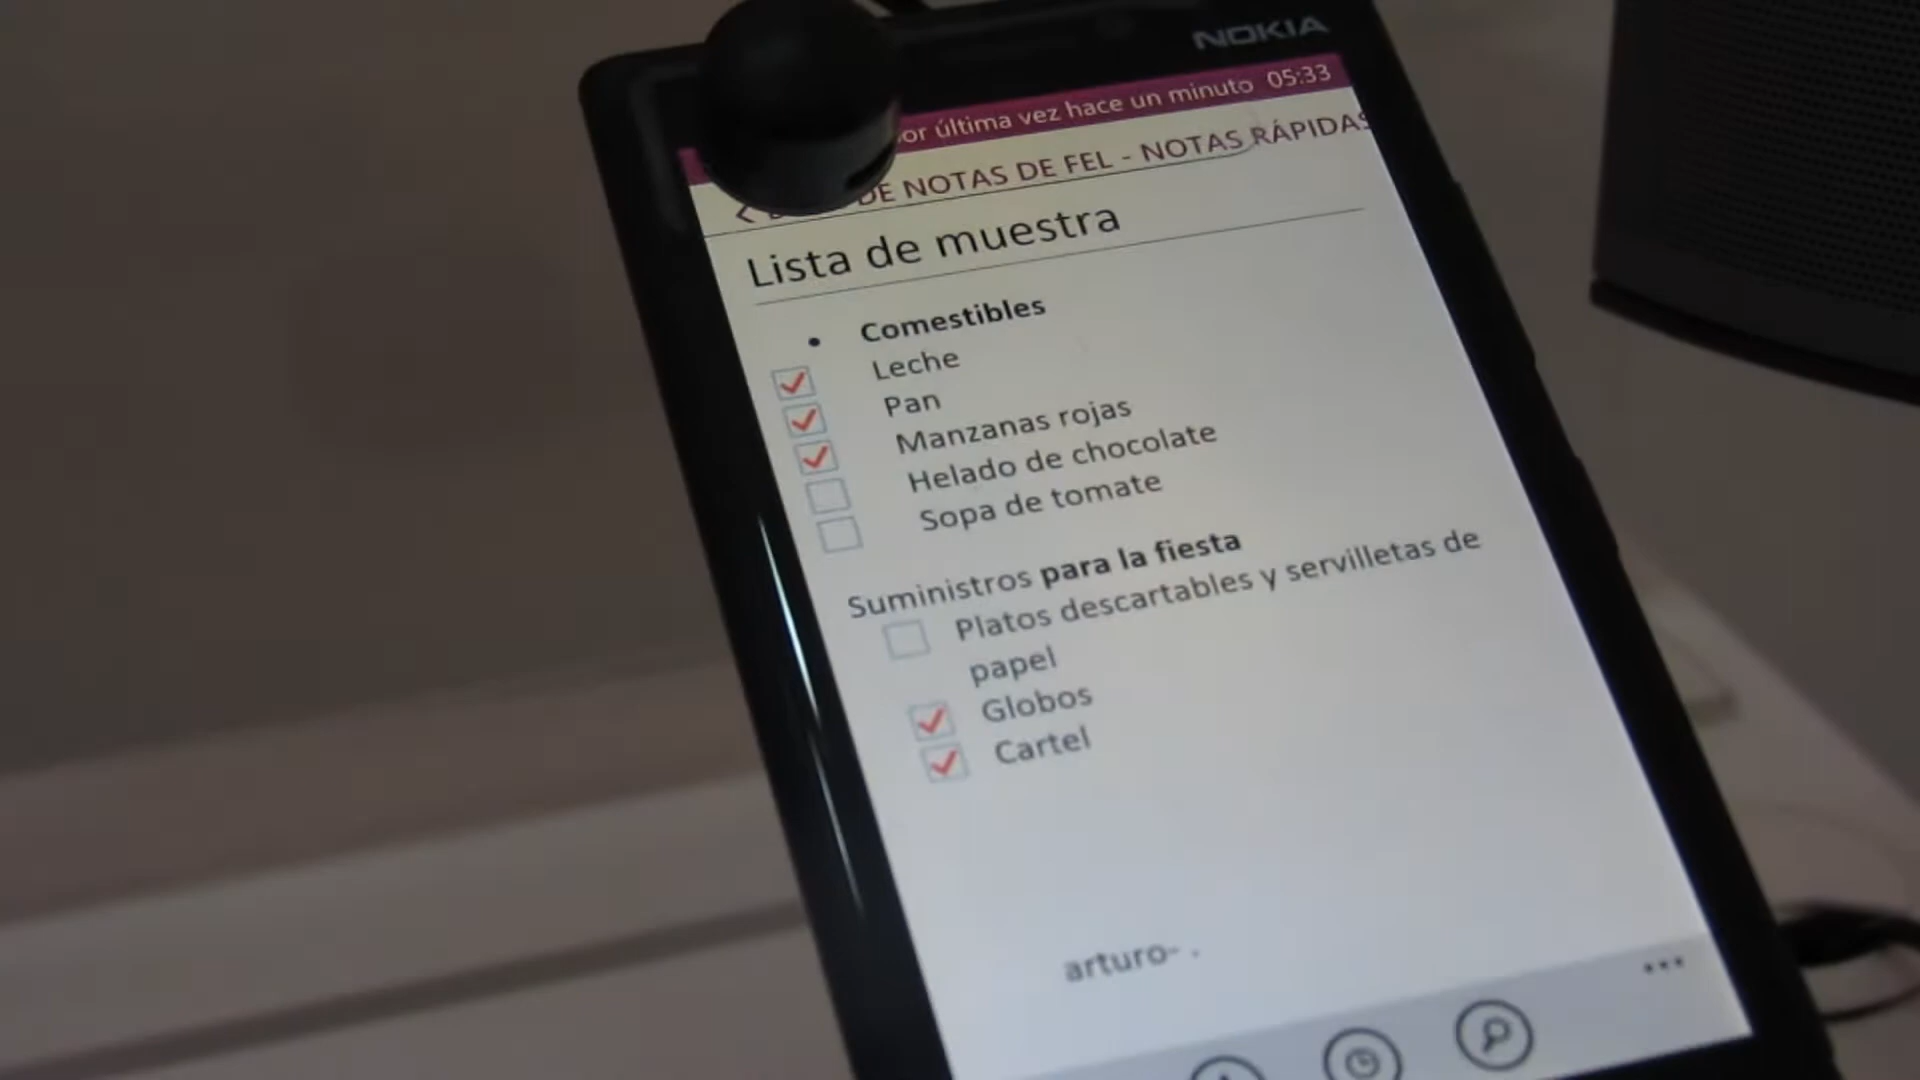 NOKIA
última vez hace un minuto 05:33
DE NOTAS DE FEL - NOTAS RÁPIDAS
Lista de muestra
• Comestibles
Leche
Pan
Manzanas rojas
Helado de chocolate
Sopa de tomate
Suministros para la fiesta
Platos descartables y servilletas de
papel
Globos
Cartel
arturo- .